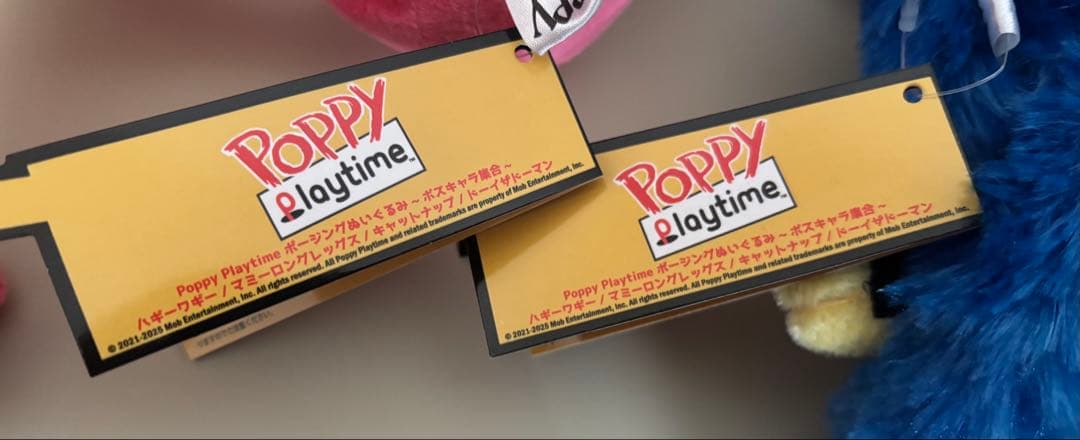 POPPY
Playtime™
Poppy Playtime ポージングぬいぐるみ～ボスキャラ集合～
ハギーワギー / マミーロングレッグス / キャットナップ / ドーイザドーマン
© 2021-2025 Mob Entertainment, Inc. All rights reserved. All Poppy Playtime and related trademarks are property of Mob Entertainment, Inc.
POPPY
Playtime™
Poppy Playtime ポージングぬいぐるみ～ボスキャラ集合～
ハギーワギー / マミーロングレッグス / キャットナップ / ドーイザドーマン
© 2021-2025 Mob Entertainment, Inc. All rights reserved. All Poppy Playtime and related trademarks are property of Mob Entertainment, Inc.